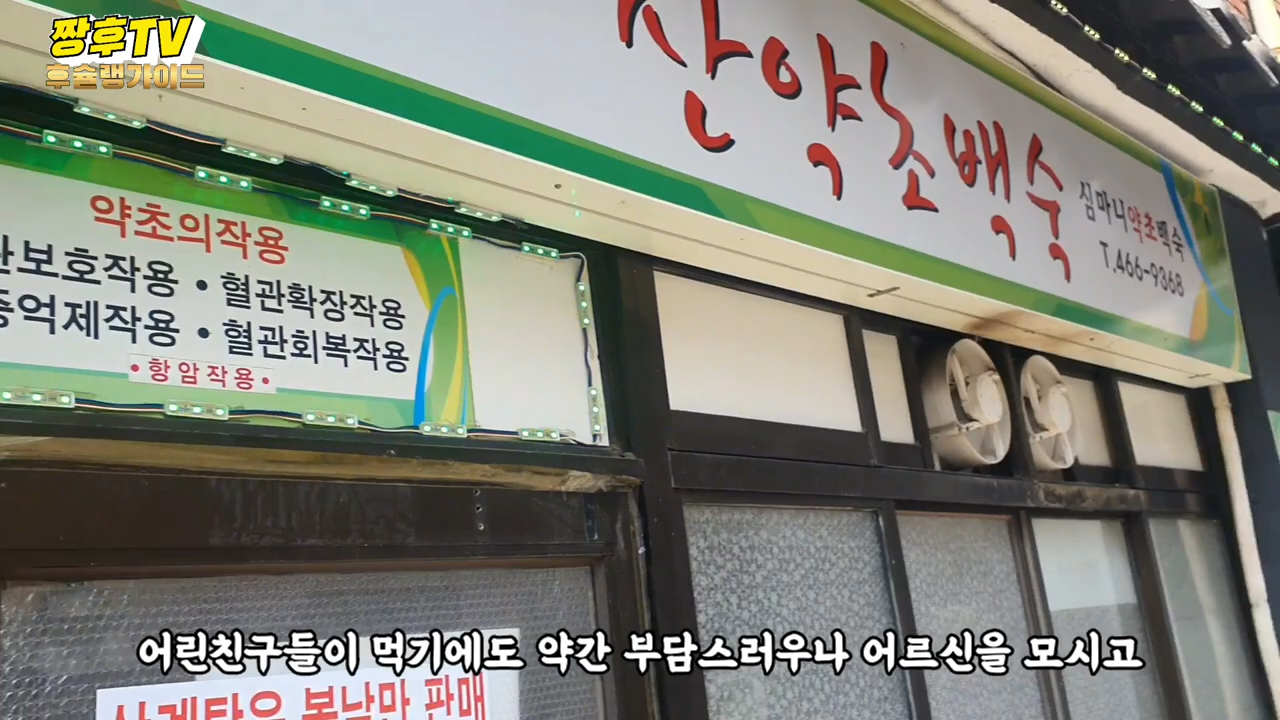 짱후TV
후슐랭가이드
산약초백숙
심마니약초백숙
T.466-9368
약초의작용
간보호작용 • 혈관확장작용
억제작용 • 혈관회복작용
• 항암작용 •
어린친구들이 먹기에도 약간 부담스러우나 어르신을 모시고
삼계탕은 복날만 판매